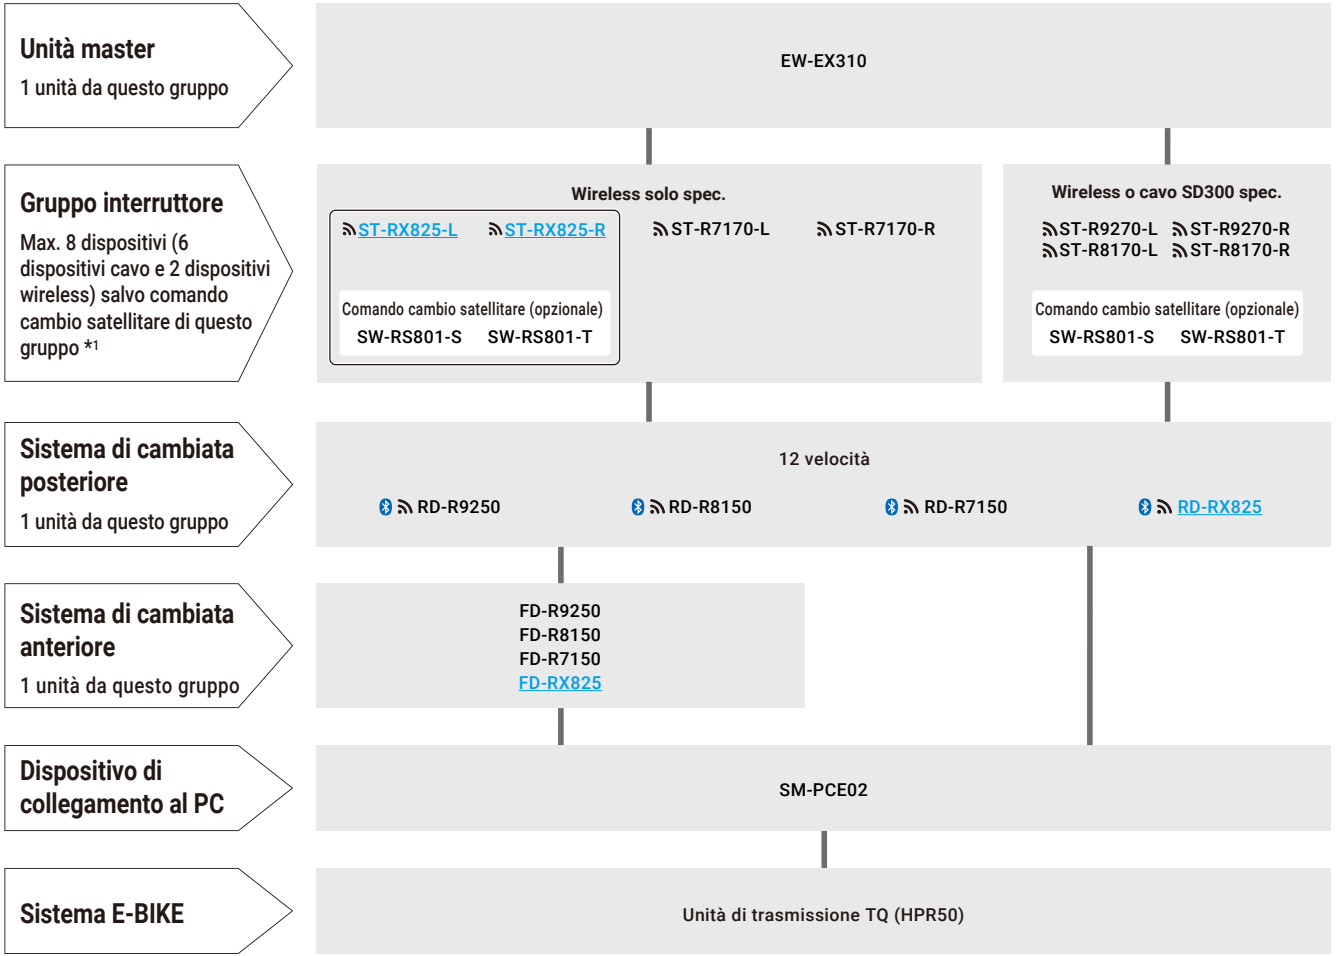 Unità master
1 unità da questo gruppo
EW-EX310
Gruppo interruttore
Max. 8 dispositivi (6
dispositivi cavo e 2 dispositivi
wireless) salvo comando
cambio satellitare di questo
gruppo *1
Wireless solo spec.
ST-RX825-L ST-RX825-R ST-R7170-L ST-R7170-R
Comando cambio satellitare (opzionale)
SW-RS801-S SW-RS801-T
Wireless o cavo SD300 spec.
ST-R9270-L ST-R9270-R
ST-R8170-L ST-R8170-R
Comando cambio satellitare (opzionale)
SW-RS801-S SW-RS801-T
Sistema di cambiata
posteriore
1 unità da questo gruppo
12 velocità
RD-R9250 RD-R8150 RD-R7150 RD-RX825
Sistema di cambiata
anteriore
1 unità da questo gruppo
FD-R9250
FD-R8150
FD-R7150
FD-RX825
Dispositivo di
collegamento al PC
SM-PCE02
Sistema E-BIKE
Unità di trasmissione TQ (HPR50)